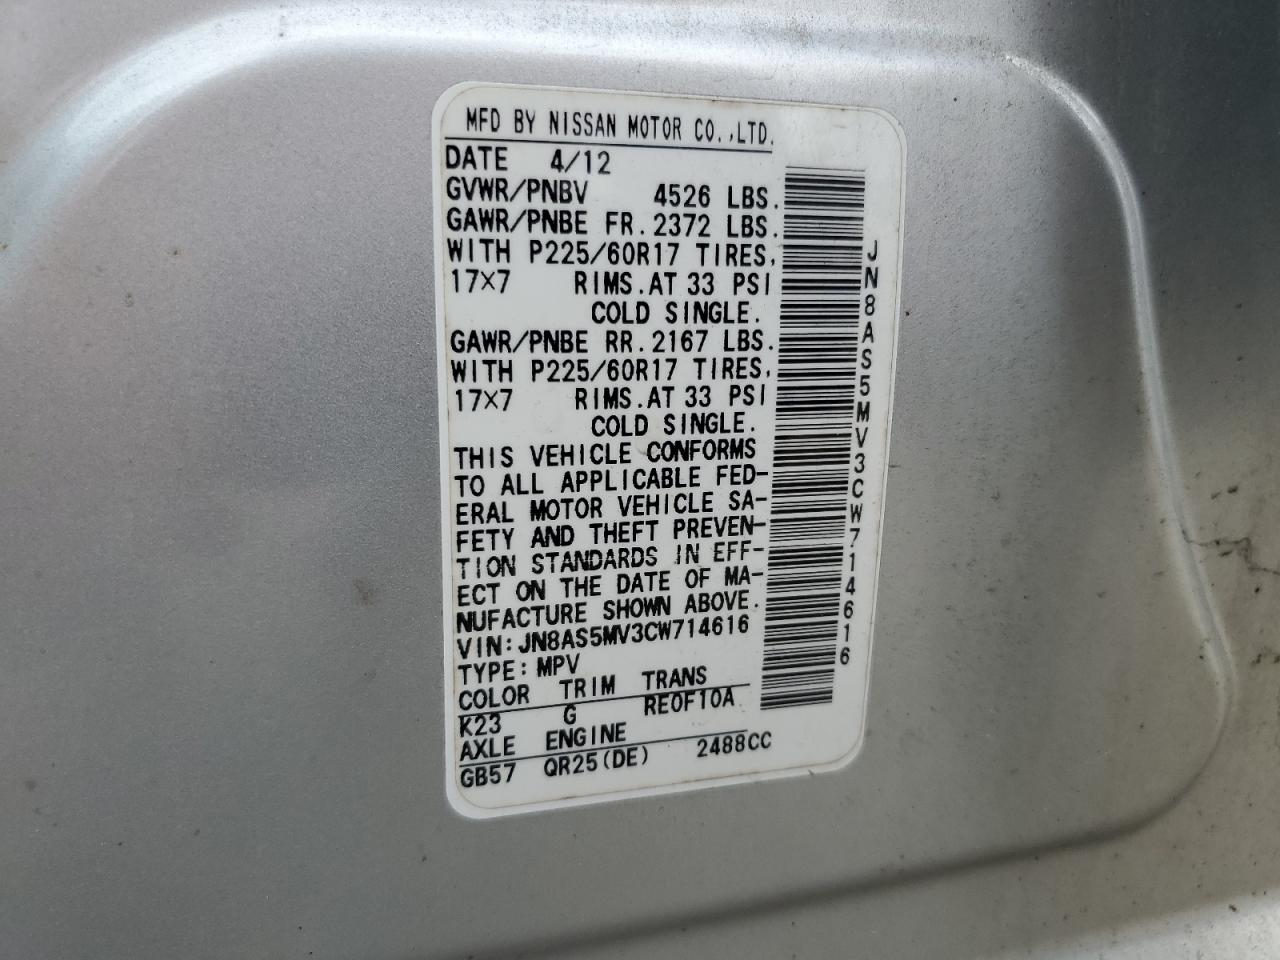 MFD BY NISSAN MOTOR CO.,LTD.
DATE 4/12
GVWR/PNBV 4526 LBS.
GAWR/PNBE FR.2372 LBS.
WITH P225/60R17 TIRES,
17×7 RIMS.AT 33 PSI
COLD SINGLE.
GAWR/PNBE RR.2167 LBS.
WITH P225/60R17 TIRES,
17×7 RIMS.AT 33 PSI
COLD SINGLE.
THIS VEHICLE CONFORMS
TO ALL APPLICABLE FED-
ERAL MOTOR VEHICLE SA-
FETY AND THEFT PREVEN-
TION STANDARDS IN EFF-
ECT ON THE DATE OF MA-
NUFACTURE SHOWN ABOVE.
VIN:JN8AS5MV3CW714616
TYPE:MPV
COLOR TRIM TRANS
K23 G RE0F10A
AXLE ENGINE
GB57 QR25(DE) 2488CC
JN8AS5MV3CW714616